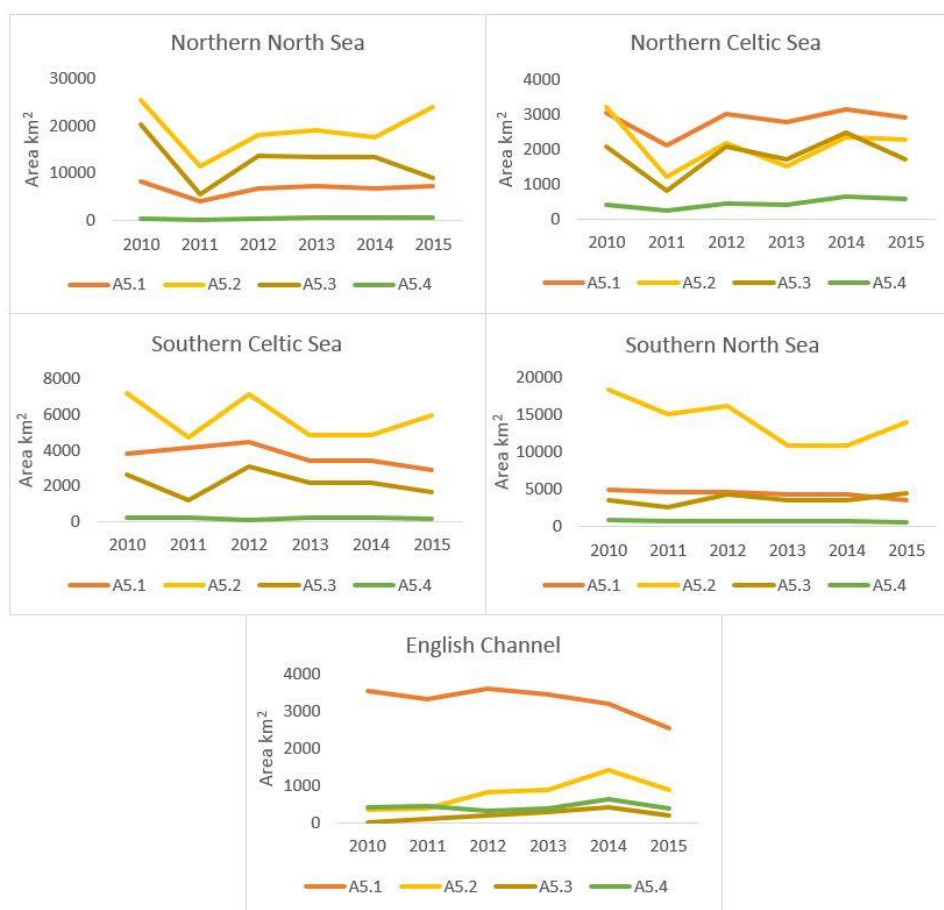 Northern North Sea
Area km²
30000
20000
10000
0
2010 2011 2012 2013 2014 2015
A5.1 A5.2 A5.3 A5.4
Northern Celtic Sea
Area km²
4000
3000
2000
1000
0
2010 2011 2012 2013 2014 2015
A5.1 A5.2 A5.3 A5.4
Southern Celtic Sea
Area km²
8000
6000
4000
2000
0
2010 2011 2012 2013 2014 2015
A5.1 A5.2 A5.3 A5.4
Southern North Sea
Area km²
20000
15000
10000
5000
0
2010 2011 2012 2013 2014 2015
A5.1 A5.2 A5.3 A5.4
English Channel
Area km²
4000
3000
2000
1000
0
2010 2011 2012 2013 2014 2015
A5.1 A5.2 A5.3 A5.4